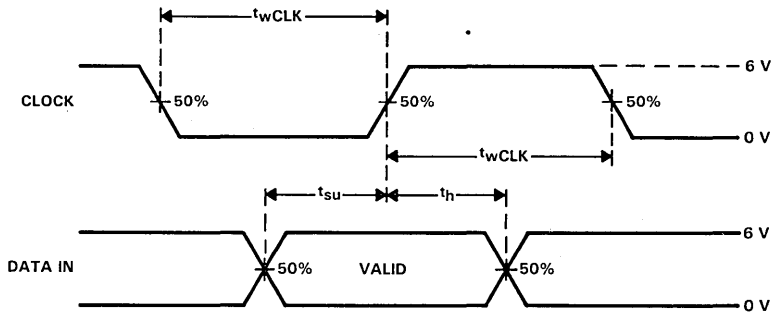 twCLK
6 V
CLOCK
50%
50%
50%
0 V
twCLK
tsu
th
6 V
DATA IN
50%
VALID
50%
0 V